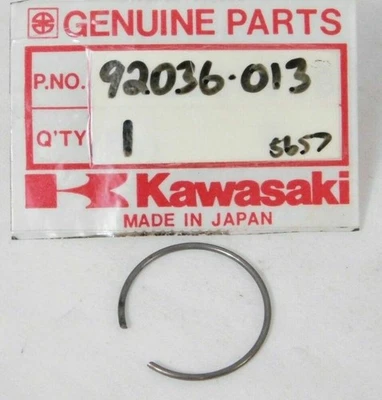 GENUINE PARTS
P.NO. 92036-013
Q'TY 1 5657
Kawasaki
MADE IN JAPAN